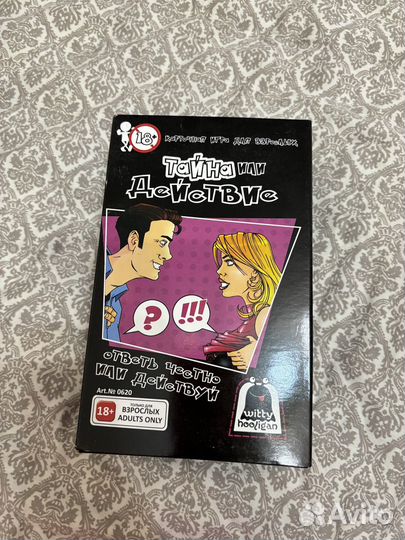 18+
карточная игра для взрослых
Тайна или
Действие
?
!!!
ответь честно
или действуй
Art.№ 0620
18+
только для
ВЗРОСЛЫХ
ADULTS ONLY
witty
hooligan
Avito